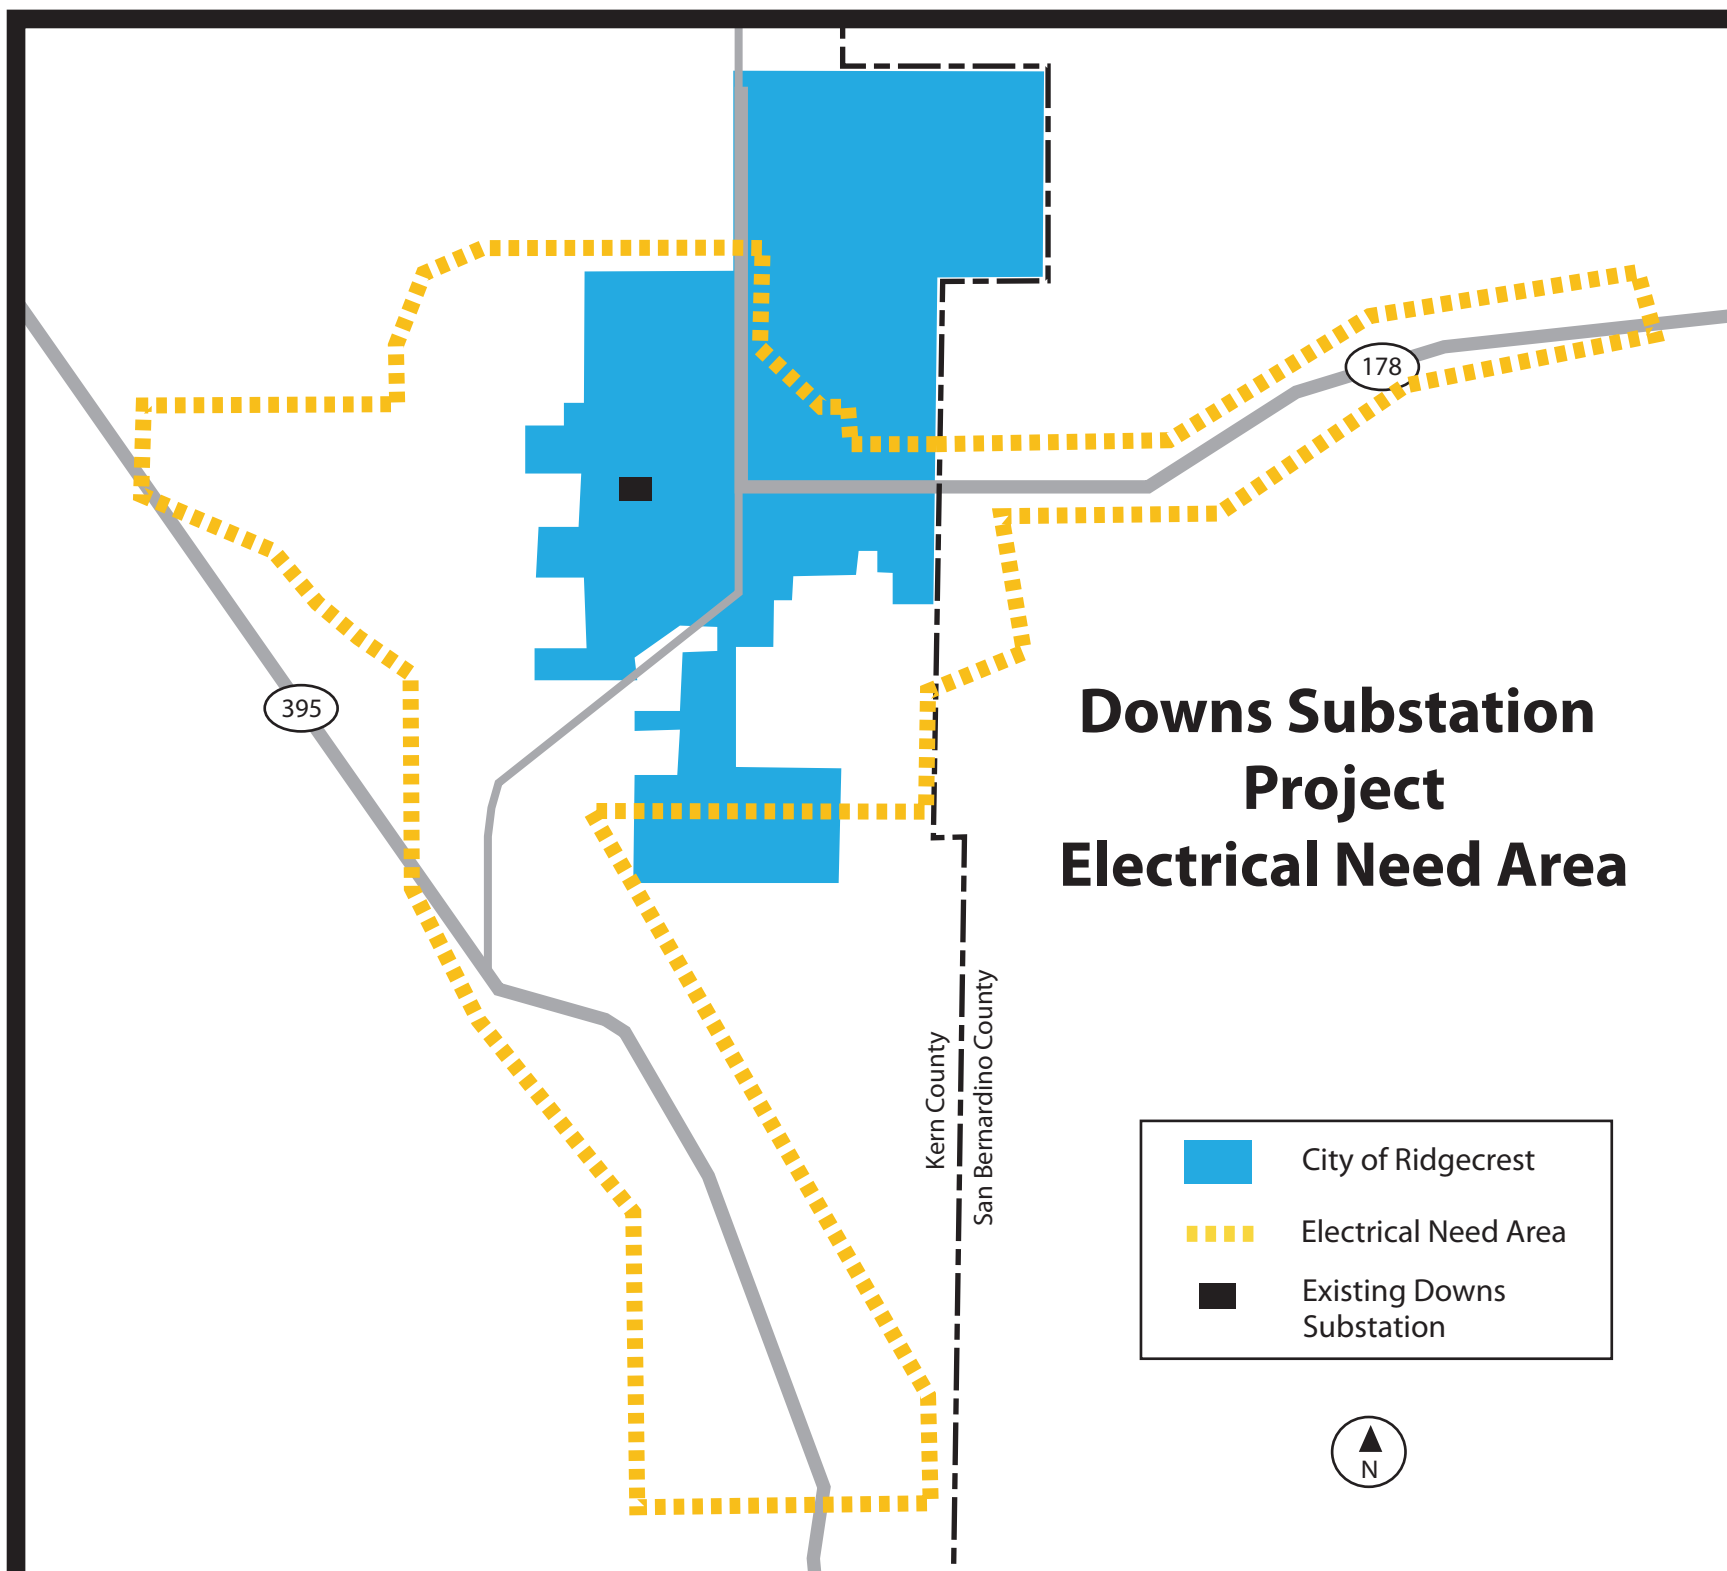 178
395
Downs Substation
Project
Electrical Need Area
Kern County
San Bernardino County
City of Ridgecrest
Electrical Need Area
Existing Downs
Substation
N